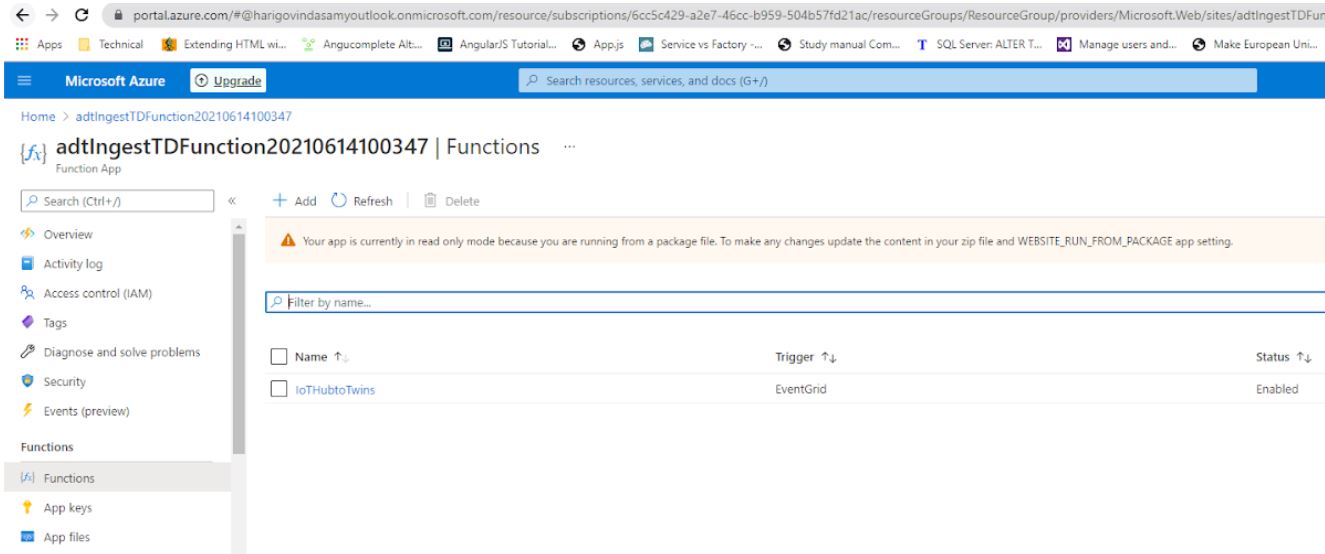 portal.azure.com/#@harigovindasamyoutlook.onmicrosoft.com/resource/subscriptions/6cc5c429-a2e7-46cc-b959-504b57fd21ac/resourceGroups/ResourceGroup/providers/Microsoft.Web/sites/adtIngestTDFun
Apps Technical Extending HTML wi... Angucomplete Alt:... AngularJS Tutorial... App.js Service vs Factory -... Study manual Com... SQL Server: ALTER T... Manage users and... Make European Uni...
Microsoft Azure Upgrade Search resources, services, and docs (G+/)
Home > adtIngestTDFunction20210614100347
{fx} adtIngestTDFunction20210614100347 | Functions ...
Function App
Search (Ctrl+/) « + Add Refresh Delete
Overview
Your app is currently in read only mode because you are running from a package file. To make any changes update the content in your zip file and WEBSITE_RUN_FROM_PACKAGE app setting.
Activity log
Access control (IAM)
Filter by name...
Tags
Diagnose and solve problems
Name ↑↓ Trigger ↑↓ Status ↑↓
Security
IoTHubtoTwins EventGrid Enabled
Events (preview)
Functions
{fx} Functions
App keys
App files